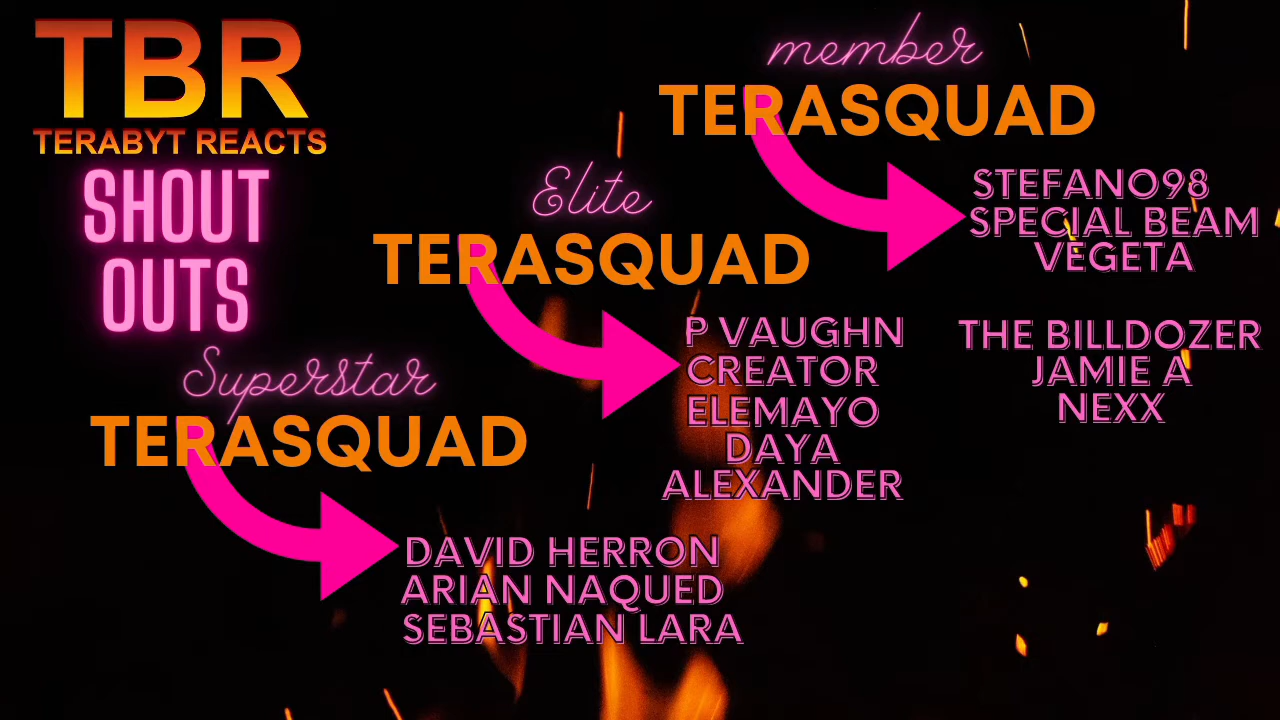 TBR
TERABYT REACTS
SHOUT
OUTS
member
TERASQUAD
STEFANO98
SPECIAL BEAM
VEGETA
THE BILLDOZER
JAMIE A
NEXX
Elite
TERASQUAD
P VAUGHN
CREATOR
ELEMAYO
DAYA
ALEXANDER
Superstar
TERASQUAD
DAVID HERRON
ARIAN NAQUED
SEBASTIAN LARA